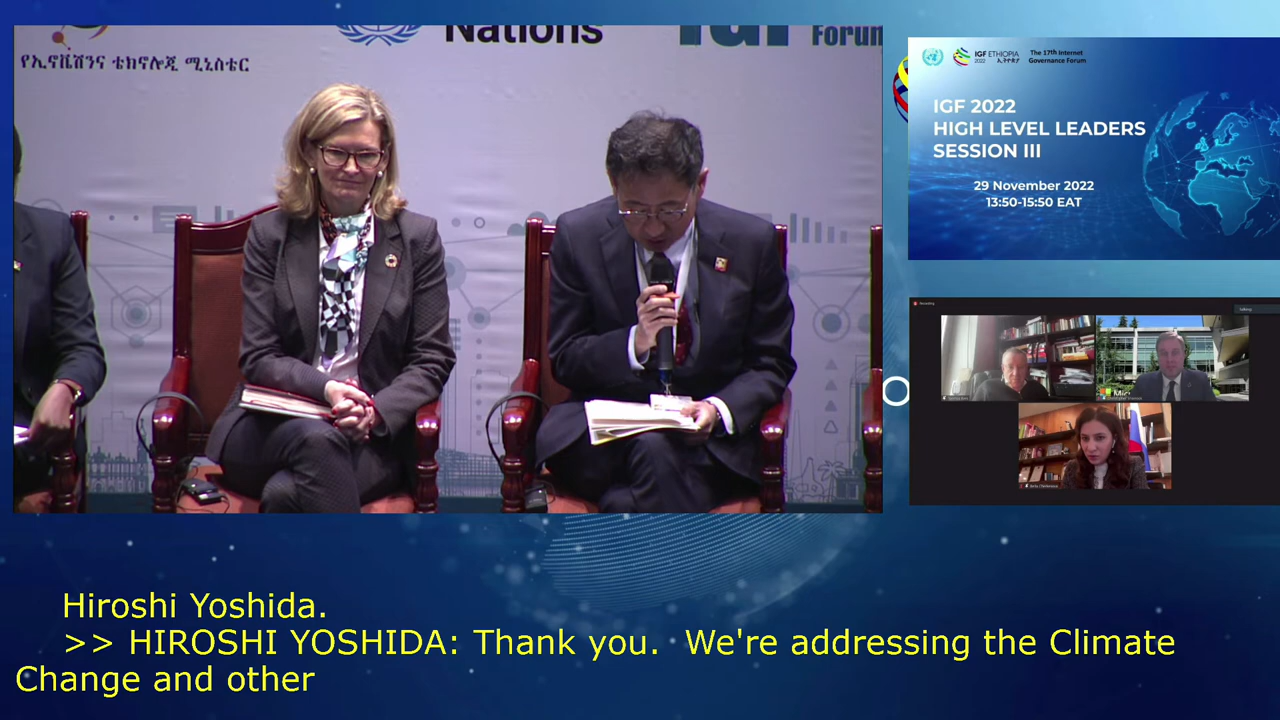 Nations
Forum
የኢኖቬሽንና ቴክኖሎጂ ሚኒስቴር
IGF ETHIOPIA
2022 ኢትዮጵያ
The 17th Internet
Governance Forum
IGF 2022
HIGH LEVEL LEADERS
SESSION III
29 November 2022
13:50-15:50 EAT
Hiroshi Yoshida.
>> HIROSHI YOSHIDA: Thank you. We're addressing the Climate
Change and other